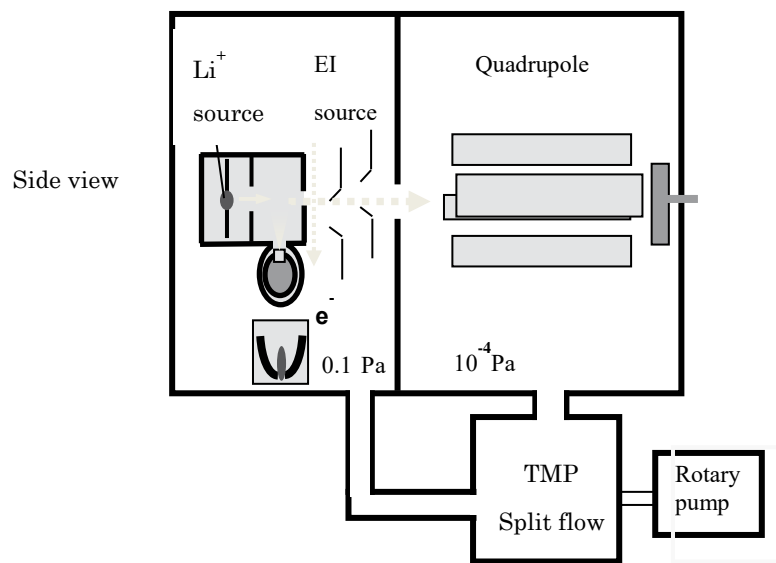 Li+
source
EI
source
Quadrupole
Side view
e-
0.1 Pa
10-4Pa
TMP
Split flow
Rotary
pump